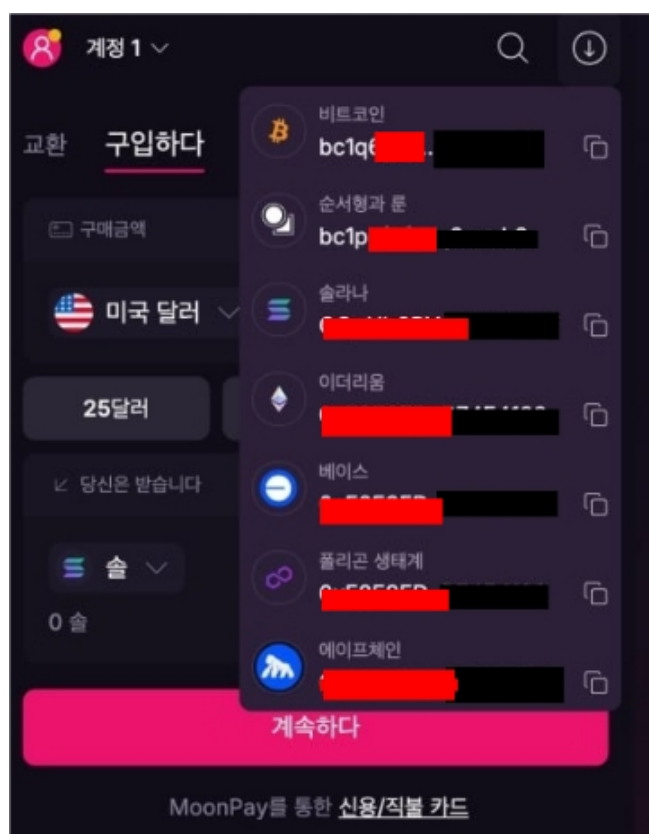 계정 1
비트코인
bc1q
교환 구입하다
순서형과 룬
bc1p
구매금액
솔라나
미국 달러
이더리움
25달러
베이스
당신은 받습니다
폴리곤 생태계
솔
0 솔
에이프체인
계속하다
MoonPay를 통한 신용/직불 카드